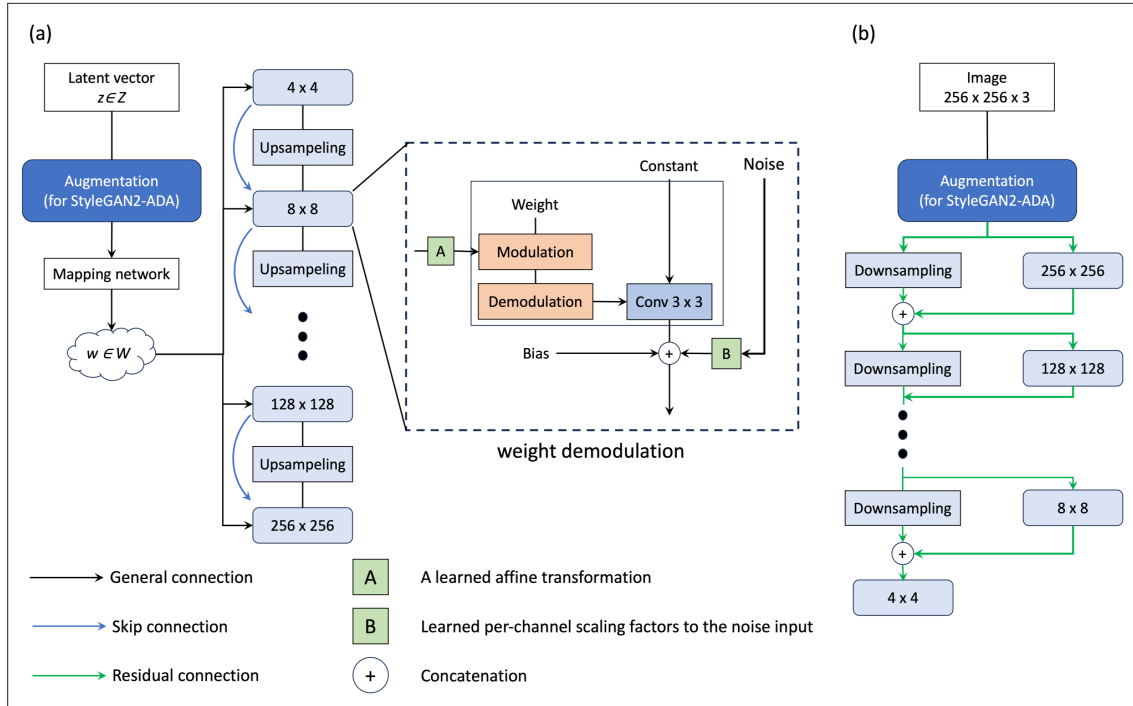 (a)
Latent vector
z∈Z
Augmentation
(for StyleGAN2-ADA)
Mapping network
w ∈ W
4 x 4
Upsampeling
8 x 8
Upsampeling
128 x 128
Upsampeling
256 x 256
Constant
Noise
Weight
A
Modulation
Demodulation
Conv 3 x 3
Bias
+
B
weight demodulation
(b)
Image
256 x 256 x 3
Augmentation
(for StyleGAN2-ADA)
Downsampling
256 x 256
+
Downsampling
128 x 128
Downsampling
8 x 8
+
4 x 4
General connection
Skip connection
Residual connection
A
A learned affine transformation
B
Learned per-channel scaling factors to the noise input
+
Concatenation